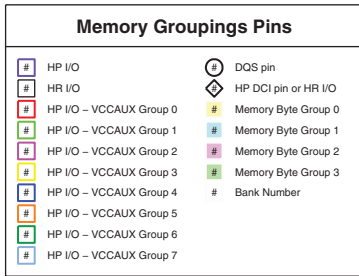 Memory Groupings Pins
# HP I/O
# HR I/O
# HP I/O – VCCAUX Group 0
# HP I/O – VCCAUX Group 1
# HP I/O – VCCAUX Group 2
# HP I/O – VCCAUX Group 3
# HP I/O – VCCAUX Group 4
# HP I/O – VCCAUX Group 5
# HP I/O – VCCAUX Group 6
# HP I/O – VCCAUX Group 7
# DQS pin
# HP DCI pin or HR I/O
# Memory Byte Group 0
# Memory Byte Group 1
# Memory Byte Group 2
# Memory Byte Group 3
# Bank Number